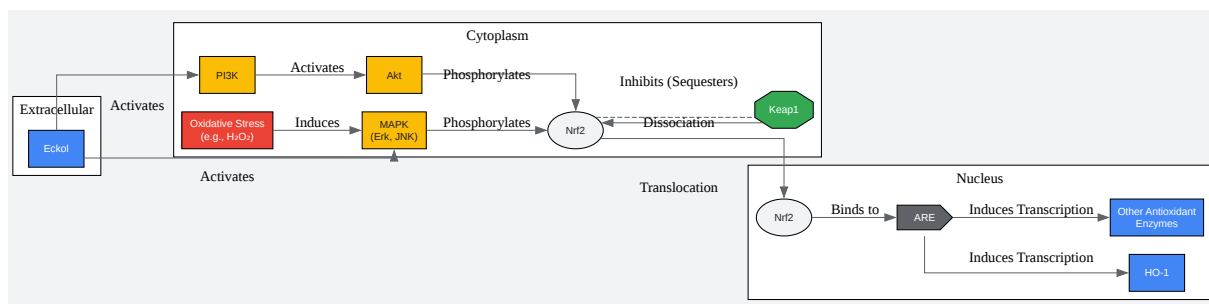 Cytoplasm
Extracellular
Eckol
Activates
PI3K
Activates
Akt
Phosphorylates
Inhibits (Sequesters)
Keap1
Oxidative Stress
(e.g., H₂O₂)
Induces
MAPK
(Erk, JNK)
Phosphorylates
Nrf2
Dissociation
Activates
Translocation
Nucleus
Nrf2
Binds to
ARE
Induces Transcription
Other Antioxidant
Enzymes
Induces Transcription
HO-1